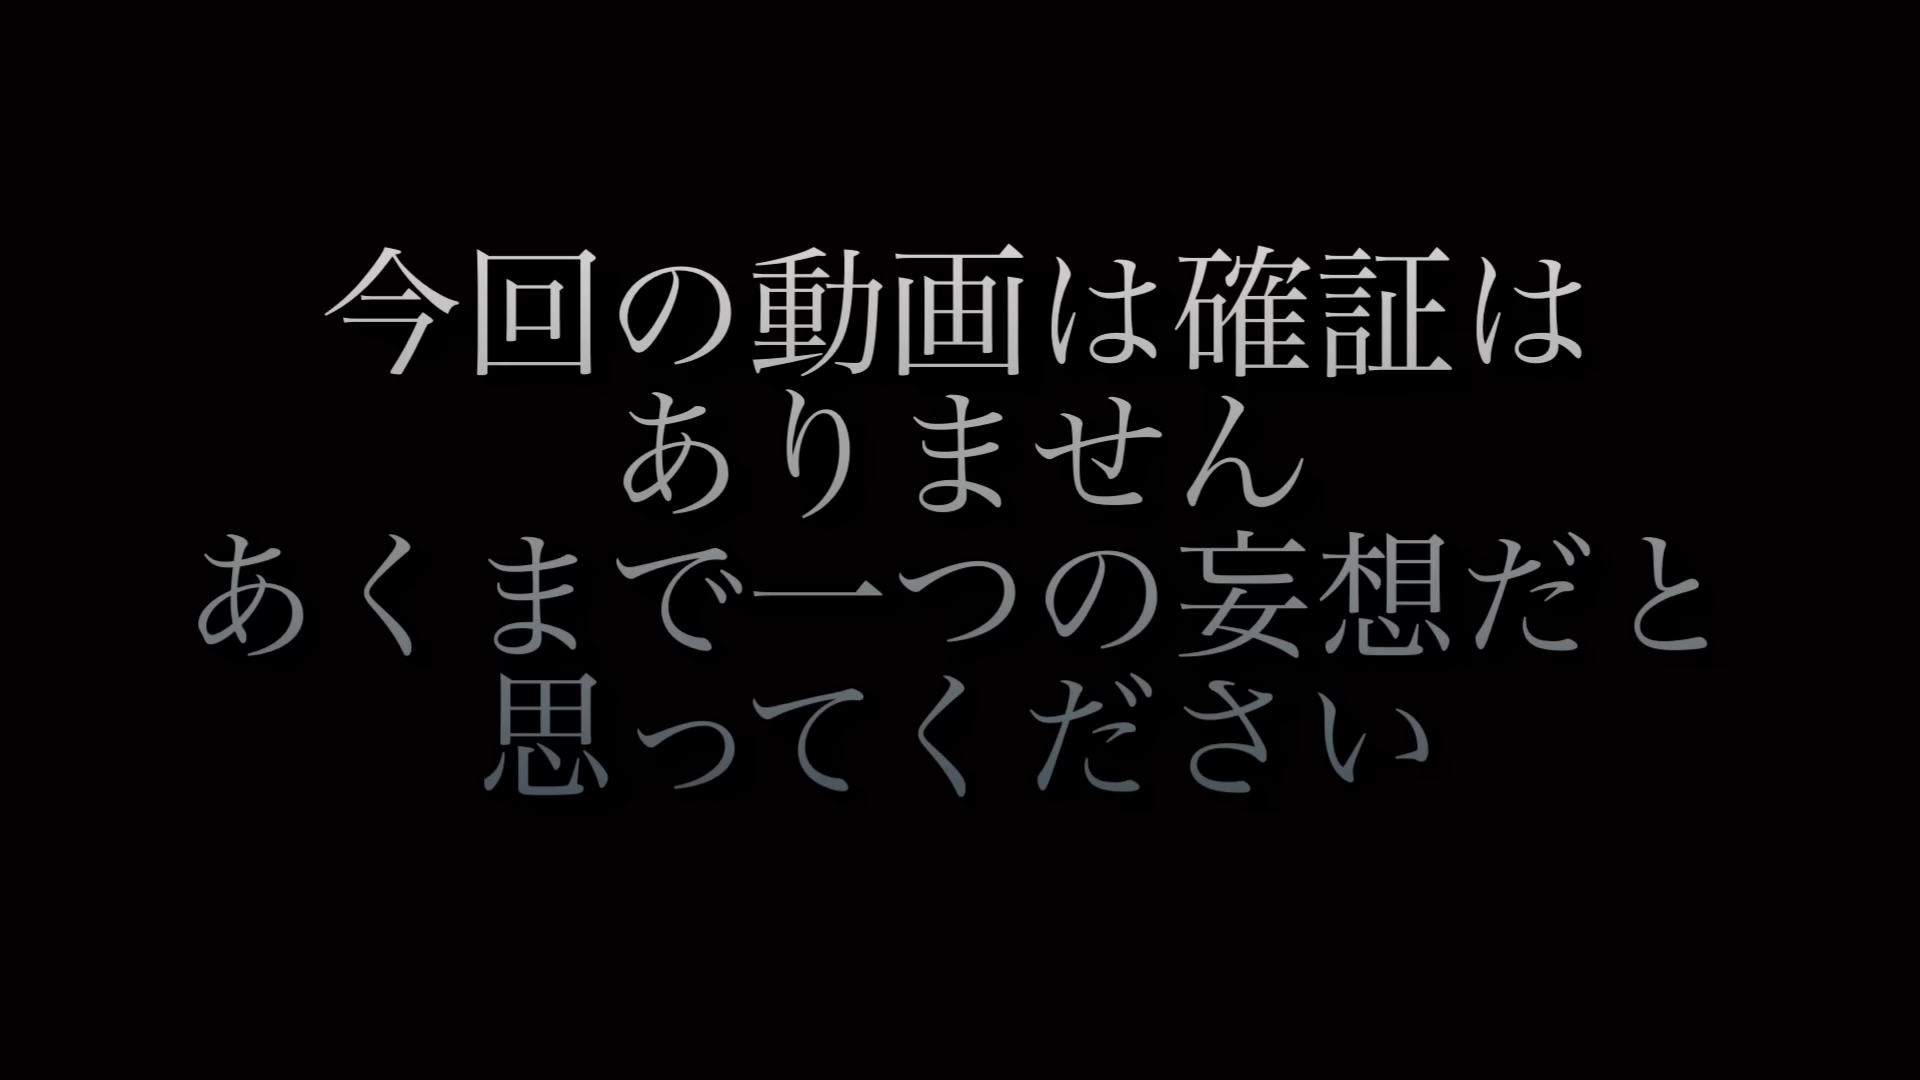 今回の動画は確証は
ありません
あくまで一つの妄想だと
思ってください